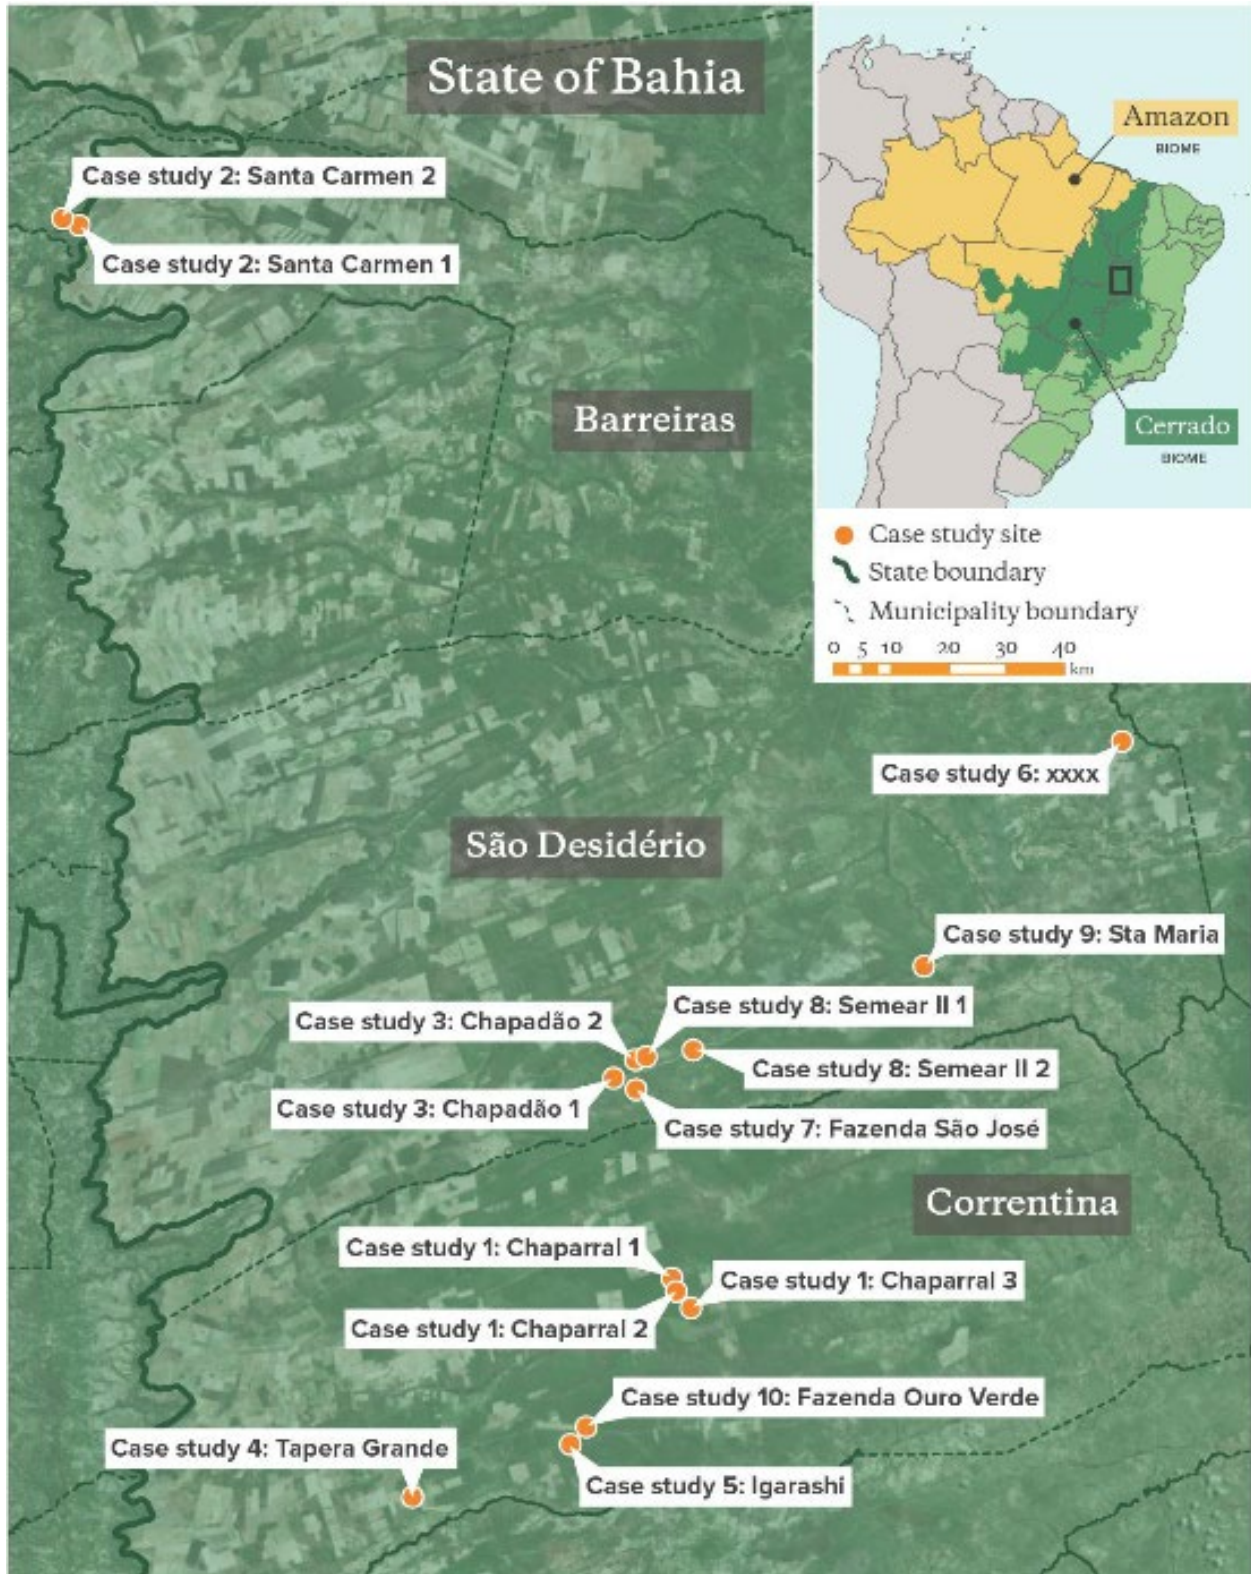 State of Bahia
Amazon
BIOME
Cerrado
BIOME
Case study site
State boundary
Municipality boundary
0 5 10 20 30 40
km
Case study 2: Santa Carmen 2
Case study 2: Santa Carmen 1
Barreiras
Case study 6: xxxx
São Desidério
Case study 9: Sta Maria
Case study 3: Chapadão 2
Case study 8: Semear II 1
Case study 8: Semear II 2
Case study 3: Chapadão 1
Case study 7: Fazenda São José
Correntina
Case study 1: Chaparral 1
Case study 1: Chaparral 3
Case study 1: Chaparral 2
Case study 10: Fazenda Ouro Verde
Case study 4: Tapera Grande
Case study 5: Igarashi